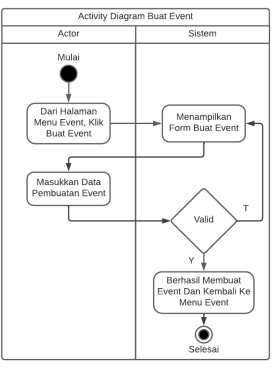 Activity Diagram Buat Event
Actor
Sistem
Mulai
Dari Halaman
Menu Event, Klik
Buat Event
Menampilkan
Form Buat Event
Masukkan Data
Pembuatan Event
Valid
T
Y
Berhasil Membuat
Event Dan Kembali Ke
Menu Event
Selesai